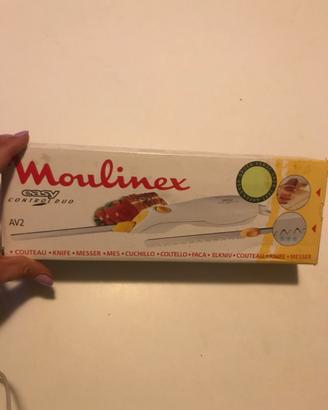 Moulinex
easy
CONTROL DUO
AV2
• COUTEAU • KNIFE • MESSER • MES • CUCHILLO • COLTELLO • FACA • ELKNIV • COUTEAU • KNIFE • MESSER